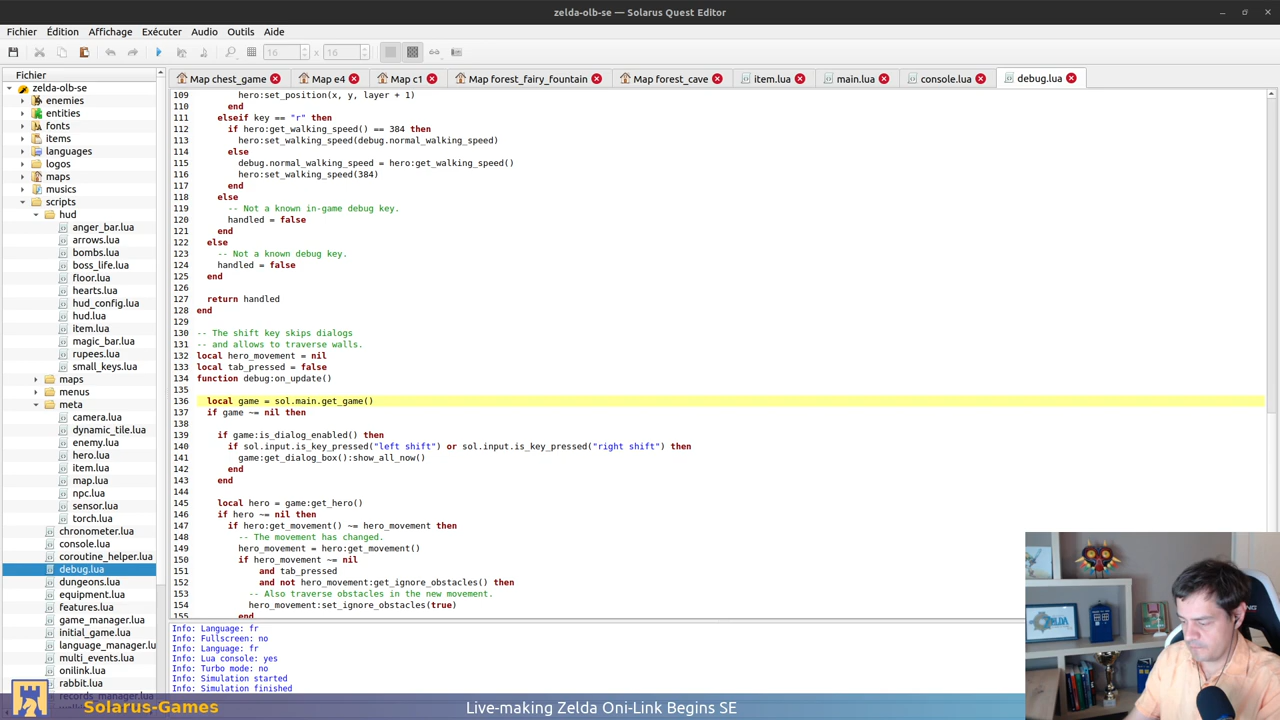 zelda-olb-se — Solarus Quest Editor
Fichier Édition Affichage Exécuter Audio Outils Aide
16 x 16
Fichier
Map chest_game Map e4 Map c1 Map forest_fairy_fountain Map forest_cave item.lua main.lua console.lua debug.lua
zelda-olb-se
enemies
entities
fonts
items
languages
logos
maps
musics
scripts
hud
anger_bar.lua
arrows.lua
bombs.lua
boss_life.lua
floor.lua
hearts.lua
hud_config.lua
hud.lua
item.lua
magic_bar.lua
rupees.lua
small_keys.lua
maps
menus
meta
camera.lua
dynamic_tile.lua
enemy.lua
hero.lua
item.lua
map.lua
npc.lua
sensor.lua
torch.lua
chronometer.lua
console.lua
coroutine_helper.lua
debug.lua
dungeons.lua
equipment.lua
features.lua
game_manager.lua
initial_game.lua
language_manager.lu
multi_events.lua
onilink.lua
rabbit.lua
records_manager.lua
109 hero:set_position(x, y, layer + 1)
110 end
111 elseif key == "r" then
112 if hero:get_walking_speed() == 384 then
113 hero:set_walking_speed(debug.normal_walking_speed)
114 else
115 debug.normal_walking_speed = hero:get_walking_speed()
116 hero:set_walking_speed(384)
117 end
118 else
119 -- Not a known in-game debug key.
120 handled = false
121 end
122 else
123 -- Not a known debug key.
124 handled = false
125 end
126
127 return handled
128 end
129
130 -- The shift key skips dialogs
131 -- and allows to traverse walls.
132 local hero_movement = nil
133 local tab_pressed = false
134 function debug:on_update()
135
136 local game = sol.main.get_game()
137 if game ~= nil then
138
139 if game:is_dialog_enabled() then
140 if sol.input.is_key_pressed("left shift") or sol.input.is_key_pressed("right shift") then
141 game:get_dialog_box():show_all_now()
142 end
143 end
144
145 local hero = game:get_hero()
146 if hero ~= nil then
147 if hero:get_movement() ~= hero_movement then
148 -- The movement has changed.
149 hero_movement = hero:get_movement()
150 if hero_movement ~= nil
151 and tab_pressed
152 and not hero_movement:get_ignore_obstacles() then
153 -- Also traverse obstacles in the new movement.
154 hero_movement:set_ignore_obstacles(true)
155 end
Info: Language: fr
Info: Fullscreen: no
Info: Language: fr
Info: Lua console: yes
Info: Turbo mode: no
Info: Simulation started
Info: Simulation finished
Solarus-Games
Live-making Zelda Oni-Link Begins SE